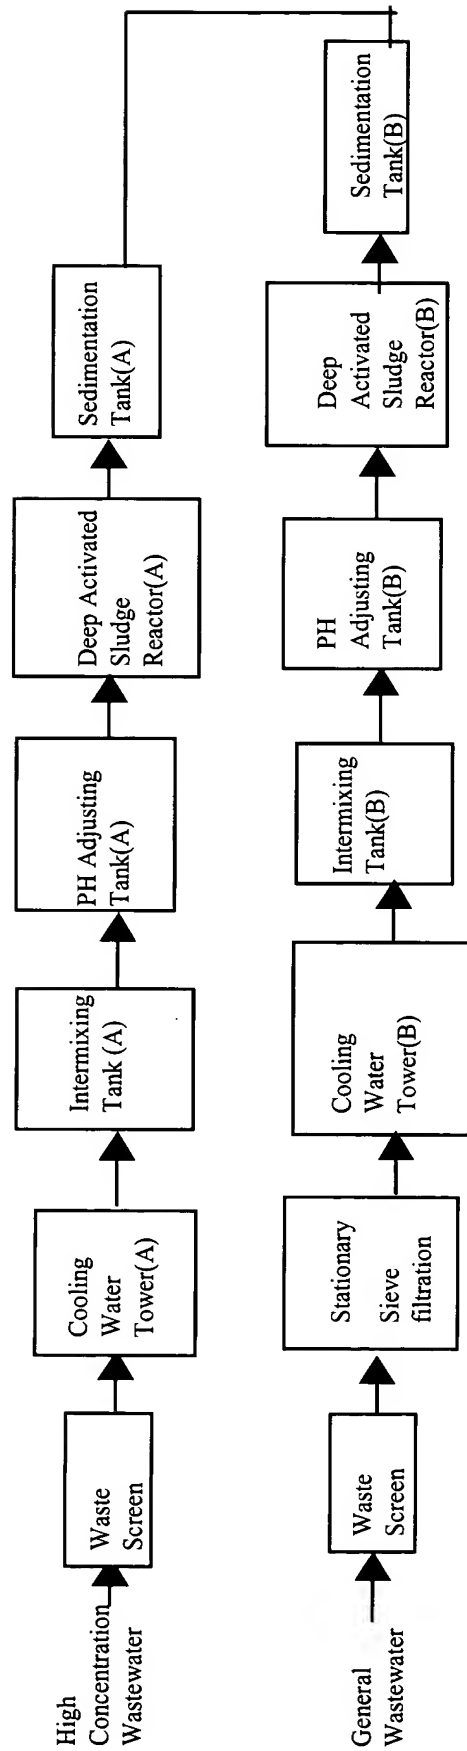 High
Concentration
Wastewater
Waste
Screen
Cooling
Water
Tower(A)
Intermixing
Tank (A)
PH Adjusting
Tank(A)
Deep Activated
Sludge
Reactor(A)
Sedimentation
Tank(A)
General
Wastewater
Waste
Screen
Stationary
Sieve
filtration
Cooling
Water
Tower(B)
Intermixing
Tank(B)
PH
Adjusting
Tank(B)
Deep
Activated
Sludge
Reactor(B)
Sedimentation
Tank(B)